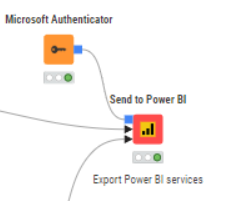 Microsoft Authenticator
Send to Power BI
Export Power BI services